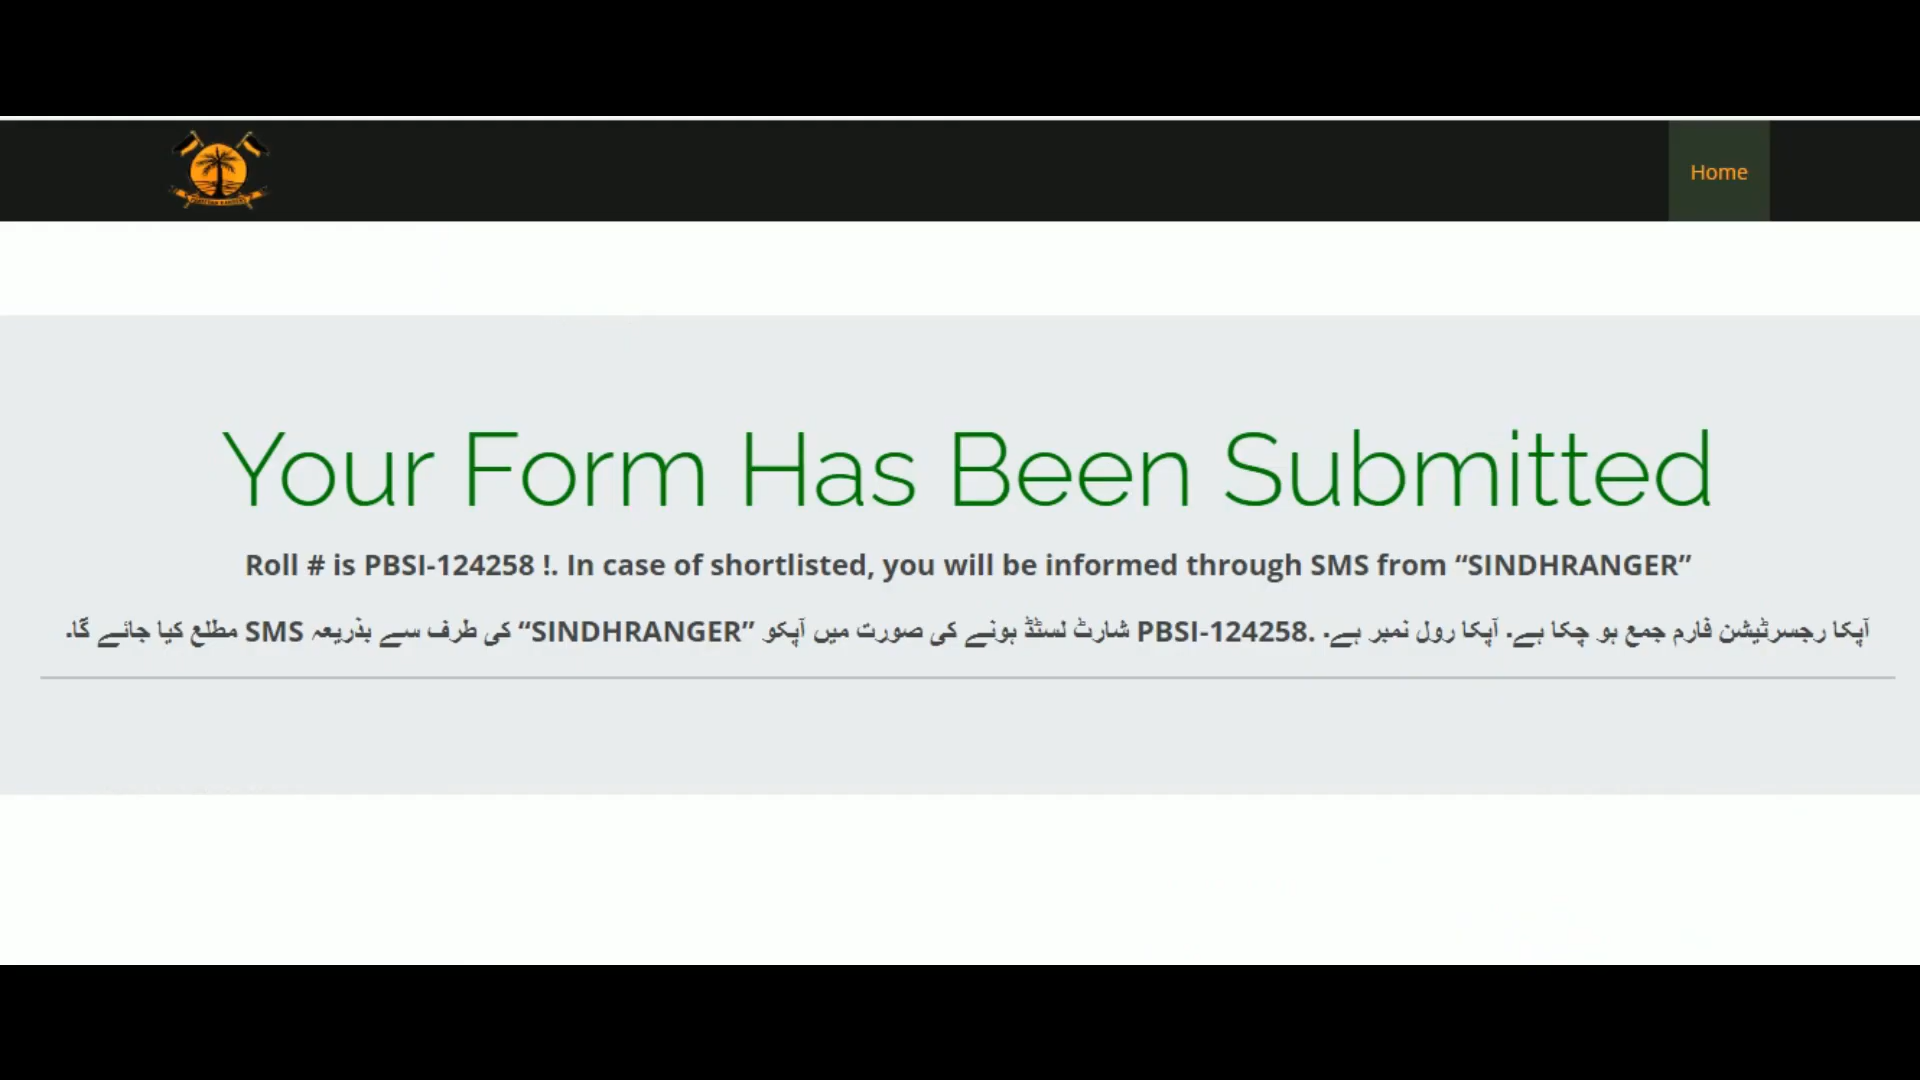 Home
Your Form Has Been Submitted
Roll # is PBSI-124258 !. In case of shortlisted, you will be informed through SMS from “SINDHRANGER”
آپکا رجسرٹیشن فارم جمع ہو چکا ہے۔ آپکا رول نمبر ہے۔ .PBSI-124258 شارٹ لسٹڈ ہونے کی صورت میں آپکو “SINDHRANGER” کی طرف سے بذریعہ SMS مطلع کیا جائے گا.